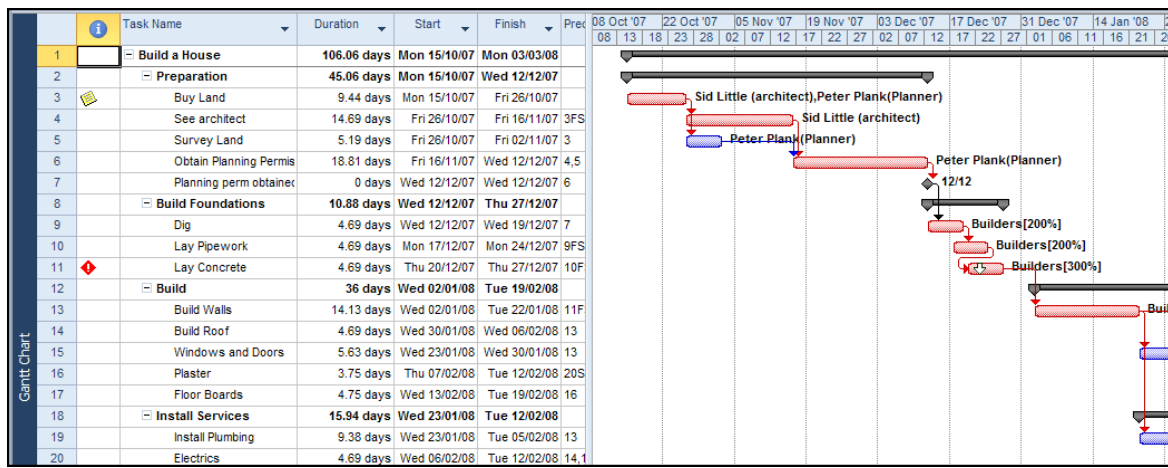 Task Name Duration Start Finish Pred 08 Oct '07 22 Oct '07 05 Nov '07 19 Nov '07 03 Dec '07 17 Dec '07 31 Dec '07 14 Jan '08
08 13 18 23 28 02 07 12 17 22 27 02 07 12 17 22 27 01 06 11 16 21
1 Build a House 106.06 days Mon 15/10/07 Mon 03/03/08
2 Preparation 45.06 days Mon 15/10/07 Wed 12/12/07
3 Buy Land 9.44 days Mon 15/10/07 Fri 26/10/07 Sid Little (architect),Peter Plank(Planner)
4 See architect 14.69 days Fri 26/10/07 Fri 16/11/07 3FS Sid Little (architect)
5 Survey Land 5.19 days Fri 26/10/07 Fri 02/11/07 3 Peter Plank(Planner)
6 Obtain Planning Permis 18.81 days Fri 16/11/07 Wed 12/12/07 4,5 Peter Plank(Planner)
7 Planning perm obtained 0 days Wed 12/12/07 Wed 12/12/07 6 12/12
8 Build Foundations 10.88 days Wed 12/12/07 Thu 27/12/07
9 Dig 4.69 days Wed 12/12/07 Wed 19/12/07 7 Builders[200%]
10 Lay Pipework 4.69 days Mon 17/12/07 Mon 24/12/07 9FS Builders[200%]
11 Lay Concrete 4.69 days Thu 20/12/07 Thu 27/12/07 10F Builders[300%]
12 Build 36 days Wed 02/01/08 Tue 19/02/08
13 Build Walls 14.13 days Wed 02/01/08 Tue 22/01/08 11F Buil
14 Build Roof 4.69 days Wed 30/01/08 Wed 06/02/08 13
15 Windows and Doors 5.63 days Wed 23/01/08 Wed 30/01/08 13
16 Plaster 3.75 days Thu 07/02/08 Tue 12/02/08 20S
17 Floor Boards 4.75 days Wed 13/02/08 Tue 19/02/08 16
18 Install Services 15.94 days Wed 23/01/08 Tue 12/02/08
19 Install Plumbing 9.38 days Wed 23/01/08 Tue 05/02/08 13
20 Electrics 4.69 days Wed 06/02/08 Tue 12/02/08 14,1
Gantt Chart